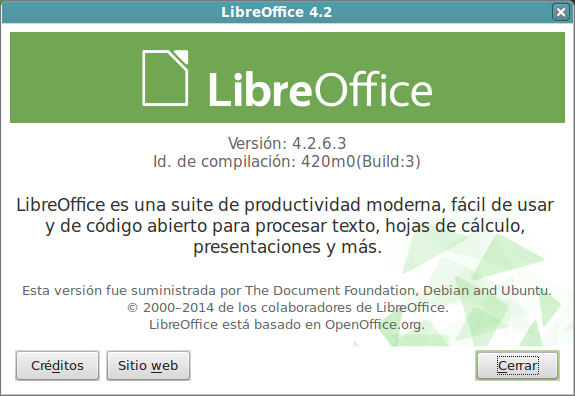 LibreOffice 4.2
LibreOffice
Versión: 4.2.6.3
Id. de compilación: 420m0(Build:3)
LibreOffice es una suite de productividad moderna, fácil de usar
y de código abierto para procesar texto, hojas de cálculo,
presentaciones y más.
Esta versión fue suministrada por The Document Foundation, Debian and Ubuntu.
© 2000–2014 de los colaboradores de LibreOffice.
LibreOffice está basado en OpenOffice.org.
Créditos Sitio web Cerrar